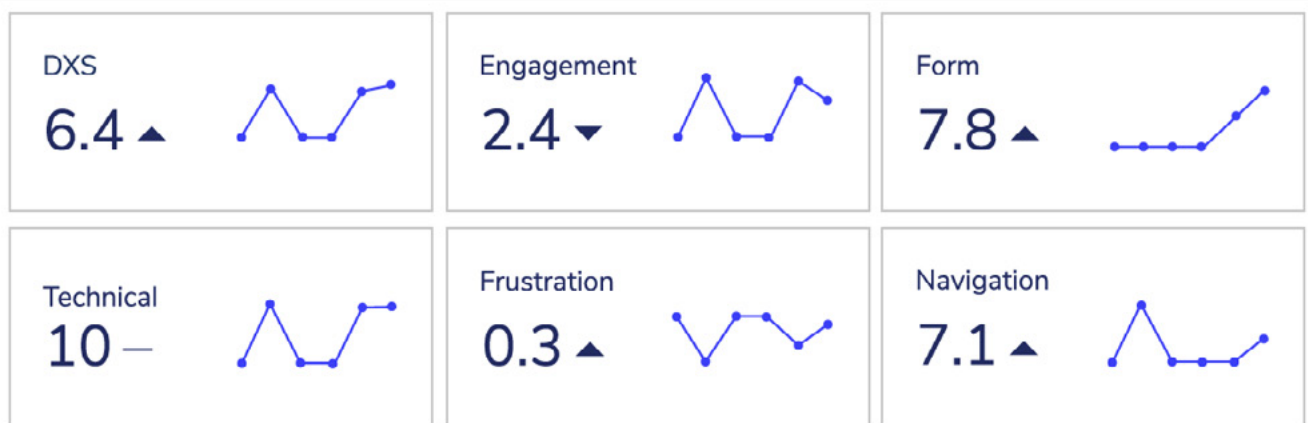 DXS
6.4
Engagement
2.4
Form
7.8
Technical
10 —
Frustration
0.3
Navigation
7.1